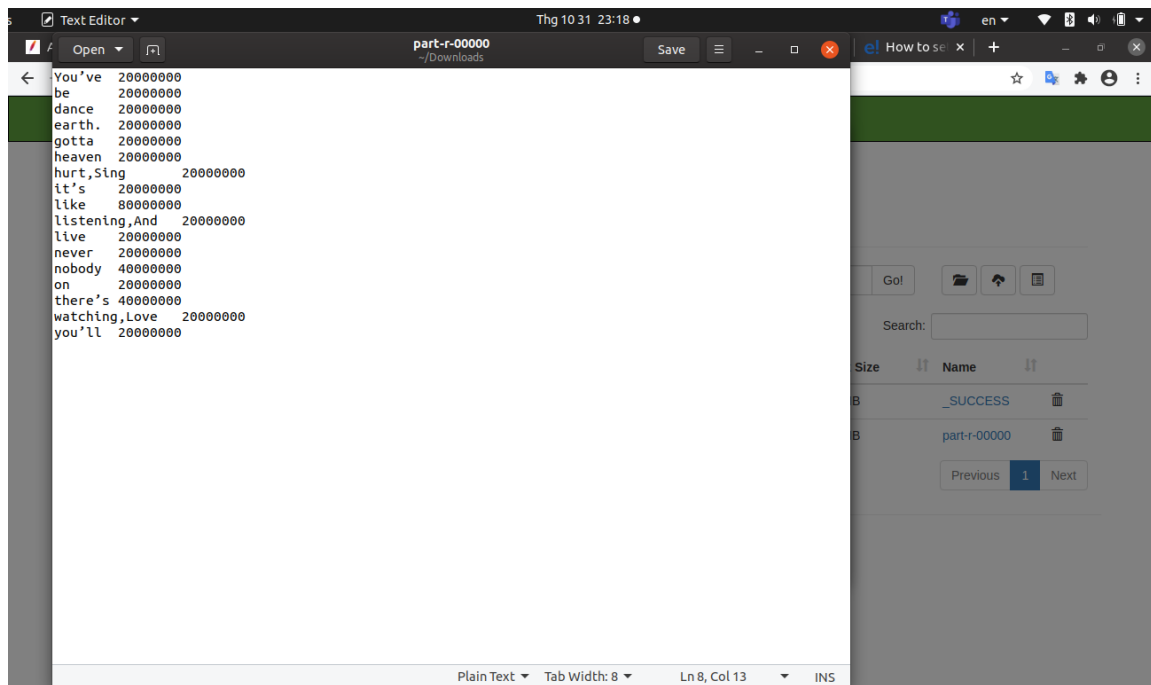 s Text Editor Thg 10 31 23:18 en
Open part-r-00000 Save
~/Downloads
e! How to se
You’ve 20000000
be 20000000
dance 20000000
earth. 20000000
gotta 20000000
heaven 20000000
hurt,Sing 20000000
it’s 20000000
like 80000000
listening,And 20000000
live 20000000
never 20000000
nobody 40000000
on 20000000
there’s 40000000
watching,Love 20000000
you’ll 20000000
Go!
Search:
Size Name
B _SUCCESS
B part-r-00000
Previous 1 Next
Plain Text Tab Width: 8 Ln 8, Col 13 INS